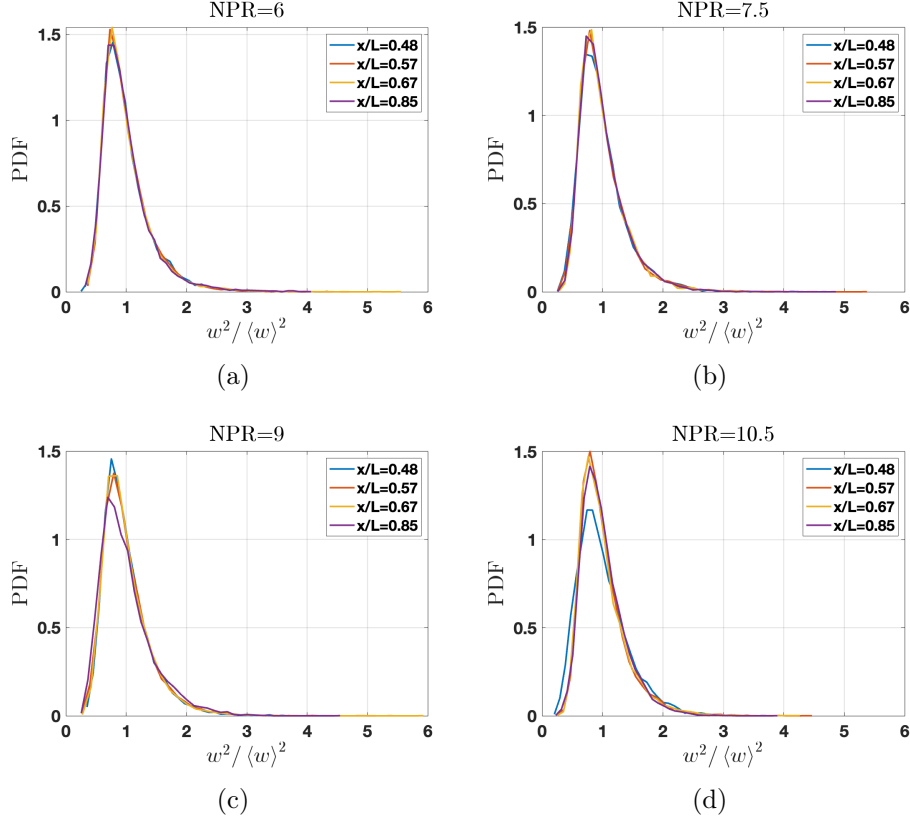 NPR=6
1.5
1
0.5
0
PDF
x/L=0.48
x/L=0.57
x/L=0.67
x/L=0.85
0 1 2 3 4 5 6
w² / ⟨w⟩²
(a)
NPR=7.5
1.5
1
0.5
0
PDF
x/L=0.48
x/L=0.57
x/L=0.67
x/L=0.85
0 1 2 3 4 5 6
w² / ⟨w⟩²
(b)
NPR=9
1.5
1
0.5
0
PDF
x/L=0.48
x/L=0.57
x/L=0.67
x/L=0.85
0 1 2 3 4 5 6
w² / ⟨w⟩²
(c)
NPR=10.5
1.5
1
0.5
0
PDF
x/L=0.48
x/L=0.57
x/L=0.67
x/L=0.85
0 1 2 3 4 5 6
w² / ⟨w⟩²
(d)